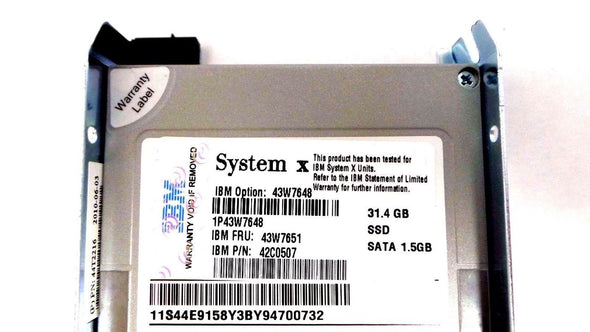 Warranty
Label
(P) PN: 44T2216 2010-06-03
IBM
WARRANTY VOID IF REMOVED
System x
This product has been tested for
IBM System X Units.
Refer to the IBM Statement of Limited
Warranty for further information.
IBM Option: 43W7648
1P43W7648
IBM FRU: 43W7651
IBM P/N: 42C0507
31.4 GB
SSD
SATA 1.5GB
11S44E9158Y3BY94700732